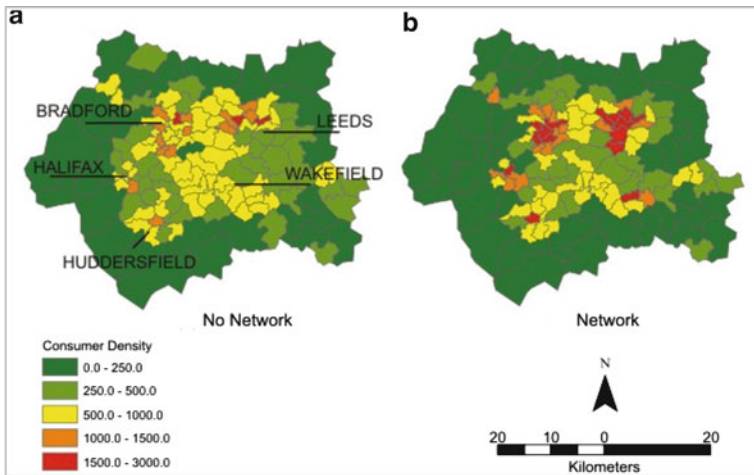 a
b
BRADFORD
LEEDS
HALIFAX
WAKEFIELD
HUDDERSFIELD
No Network
Network
Consumer Density
0.0 - 250.0
250.0 - 500.0
500.0 - 1000.0
1000.0 - 1500.0
1500.0 - 3000.0
N
20 10 0 20
Kilometers